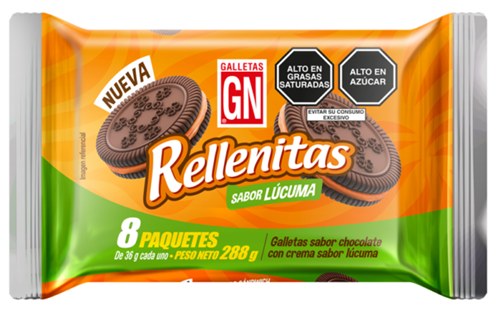 NUEVA
GALLETAS
GN
ALTO EN
GRASAS
SATURADAS
ALTO EN
AZÚCAR
EVITAR SU CONSUMO
EXCESIVO
Imagen referencial
Rellenitas
SABOR LÚCUMA
8 PAQUETES
De 36 g cada uno • PESO NETO 288 g
Galletas sabor chocolate
con crema sabor lúcuma